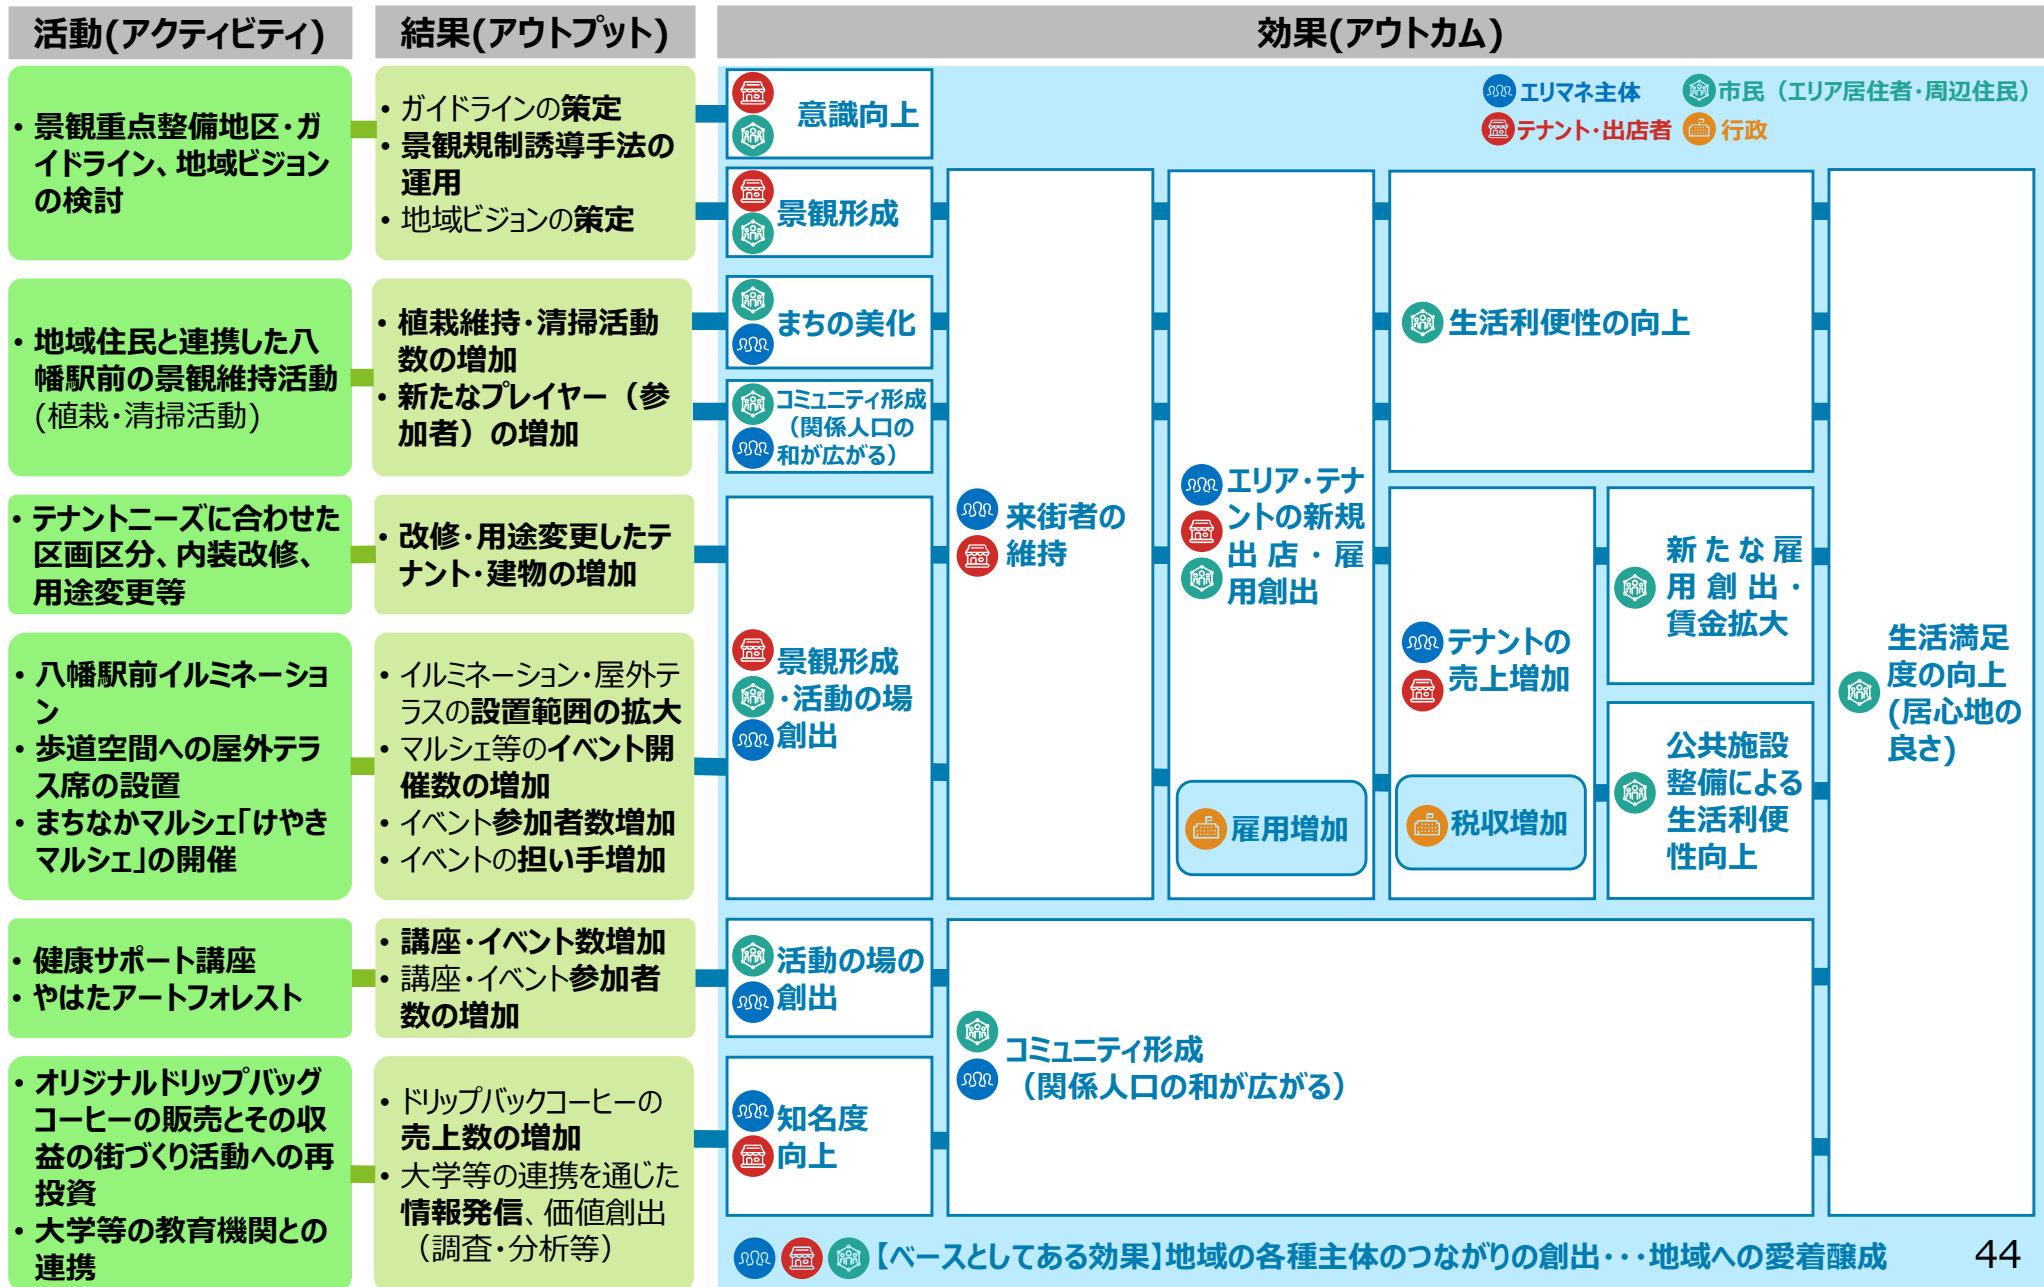 活動(アクティビティ)
結果(アウトプット)
効果(アウトカム)
エリマネ主体
市民（エリア居住者･周辺住民）
テナント･出店者
行政
• 景観重点整備地区･ガ
イドライン、地域ビジョン
の検討
• ガイドラインの策定
• 景観規制誘導手法の
運用
• 地域ビジョンの策定
意識向上
景観形成
• 地域住民と連携した八
幡駅前の景観維持活動
(植栽･清掃活動)
• 植栽維持･清掃活動
数の増加
• 新たなプレイヤー（参
加者）の増加
まちの美化
コミュニティ形成
（関係人口の
和が広がる）
• テナントニーズに合わせた
区画区分、内装改修、
用途変更等
• 改修･用途変更したテ
ナント･建物の増加
• 八幡駅前イルミネーショ
ン
• 歩道空間への屋外テラ
ス席の設置
• まちなかマルシェ「けやき
マルシェ」の開催
• イルミネーション･屋外テ
ラスの設置範囲の拡大
• マルシェ等のイベント開
催数の増加
• イベント参加者数増加
• イベントの担い手増加
景観形成
･活動の場
創出
来街者の
維持
エリア･テナ
ントの新規
出店・雇
用創出
雇用増加
生活利便性の向上
テナントの
売上増加
税収増加
新たな雇
用創出・
賃金拡大
公共施設
整備による
生活利便
性向上
生活満足
度の向上
(居心地の
良さ)
• 健康サポート講座
• やはたアートフォレスト
• 講座･イベント数増加
• 講座･イベント参加者
数の増加
活動の場の
創出
• オリジナルドリップバッグ
コーヒーの販売とその収
益の街づくり活動への再
投資
• 大学等の教育機関との
連携
• ドリップバックコーヒーの
売上数の増加
• 大学等の連携を通じた
情報発信、価値創出
（調査･分析等）
知名度
向上
コミュニティ形成
（関係人口の和が広がる）
【ベースとしてある効果】地域の各種主体のつながりの創出･･･地域への愛着醸成
44